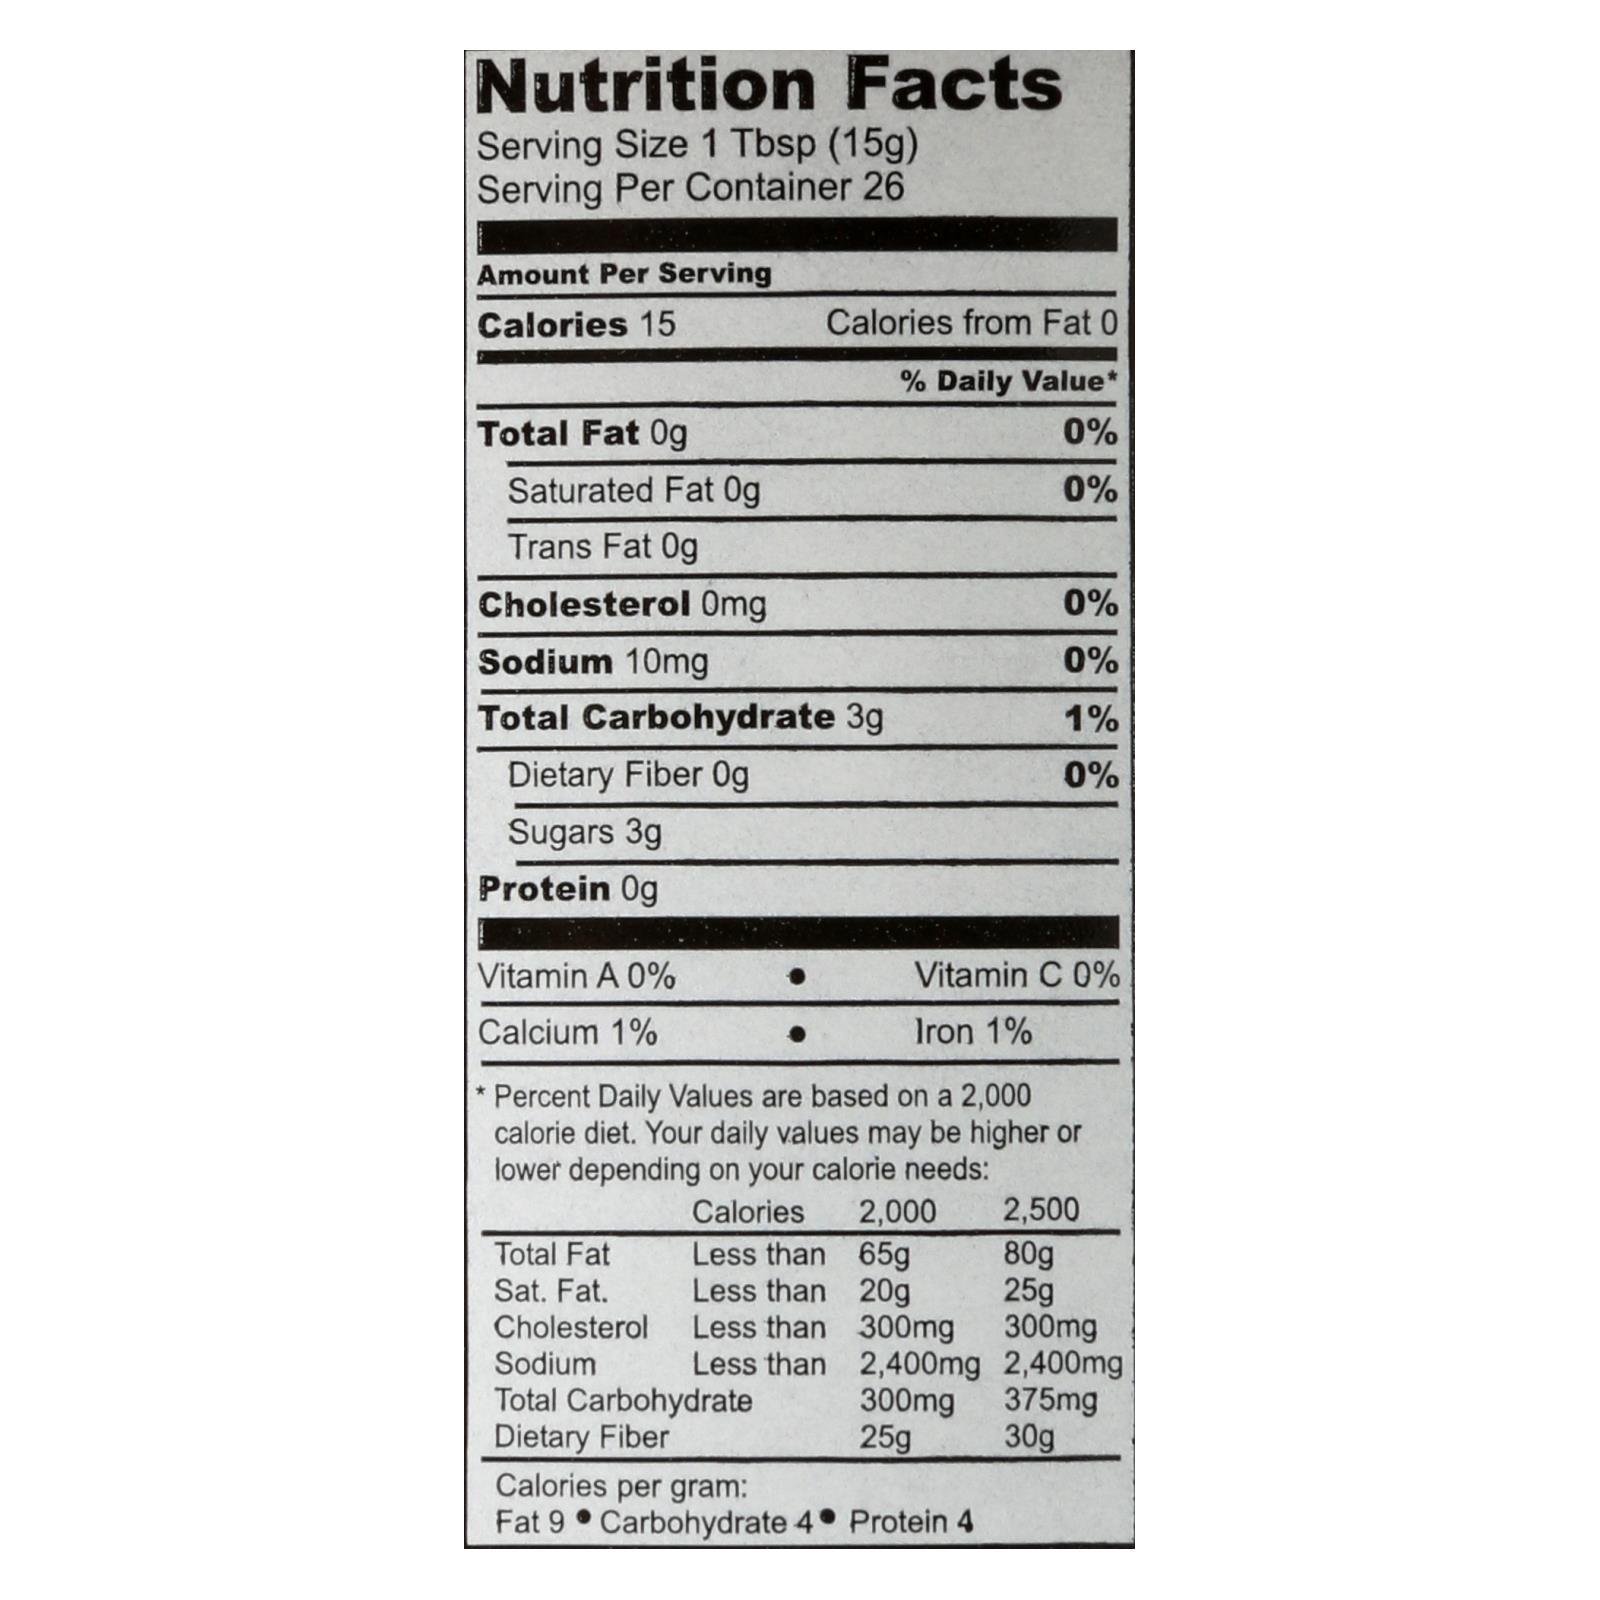 Nutrition Facts
Serving Size 1 Tbsp (15g)
Serving Per Container 26
Amount Per Serving
Calories 15 Calories from Fat 0
% Daily Value*
Total Fat 0g 0%
Saturated Fat 0g 0%
Trans Fat 0g
Cholesterol 0mg 0%
Sodium 10mg 0%
Total Carbohydrate 3g 1%
Dietary Fiber 0g 0%
Sugars 3g
Protein 0g
Vitamin A 0% • Vitamin C 0%
Calcium 1% • Iron 1%
* Percent Daily Values are based on a 2,000
calorie diet. Your daily values may be higher or
lower depending on your calorie needs:
Calories 2,000 2,500
Total Fat Less than 65g 80g
Sat. Fat. Less than 20g 25g
Cholesterol Less than 300mg 300mg
Sodium Less than 2,400mg 2,400mg
Total Carbohydrate 300mg 375mg
Dietary Fiber 25g 30g
Calories per gram:
Fat 9 • Carbohydrate 4 • Protein 4